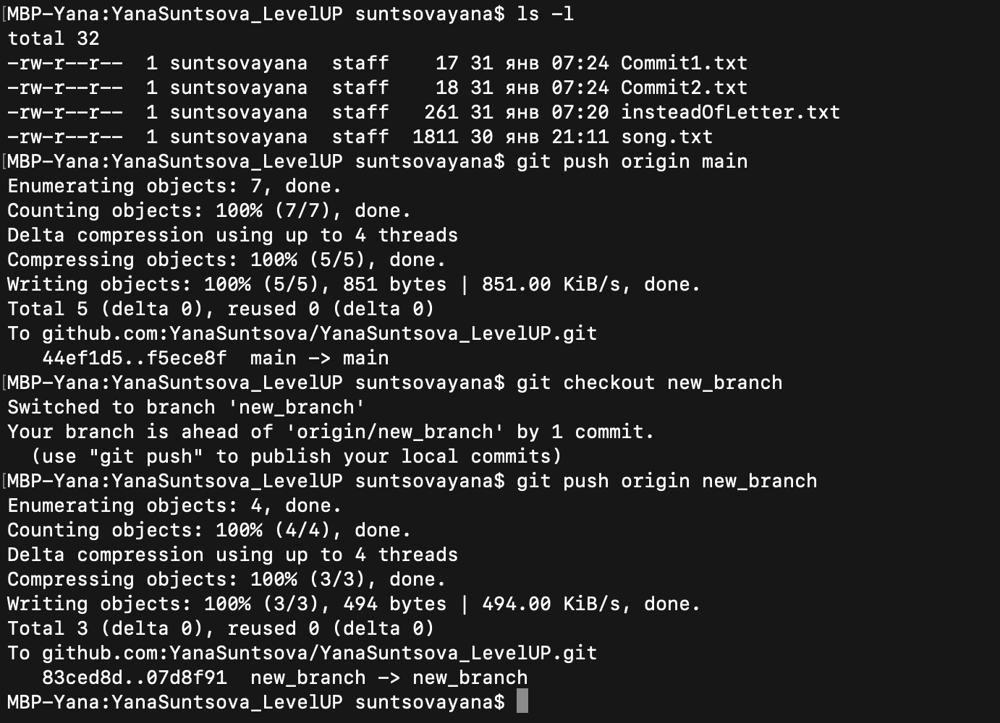 [MBP-Yana:YanaSuntsova_LevelUP suntsovayana$ ls -l
total 32
-rw-r--r--  1 suntsovayana  staff    17 31 янв 07:24 Commit1.txt
-rw-r--r--  1 suntsovayana  staff    18 31 янв 07:24 Commit2.txt
-rw-r--r--  1 suntsovayana  staff   261 31 янв 07:20 insteadOfLetter.txt
-rw-r--r--  1 suntsovayana  staff  1811 30 янв 21:11 song.txt
[MBP-Yana:YanaSuntsova_LevelUP suntsovayana$ git push origin main
Enumerating objects: 7, done.
Counting objects: 100% (7/7), done.
Delta compression using up to 4 threads
Compressing objects: 100% (5/5), done.
Writing objects: 100% (5/5), 851 bytes | 851.00 KiB/s, done.
Total 5 (delta 0), reused 0 (delta 0)
To github.com:YanaSuntsova/YanaSuntsova_LevelUP.git
   44ef1d5..f5ece8f  main -> main
[MBP-Yana:YanaSuntsova_LevelUP suntsovayana$ git checkout new_branch
Switched to branch 'new_branch'
Your branch is ahead of 'origin/new_branch' by 1 commit.
  (use "git push" to publish your local commits)
[MBP-Yana:YanaSuntsova_LevelUP suntsovayana$ git push origin new_branch
Enumerating objects: 4, done.
Counting objects: 100% (4/4), done.
Delta compression using up to 4 threads
Compressing objects: 100% (3/3), done.
Writing objects: 100% (3/3), 494 bytes | 494.00 KiB/s, done.
Total 3 (delta 0), reused 0 (delta 0)
To github.com:YanaSuntsova/YanaSuntsova_LevelUP.git
   83ced8d..07d8f91  new_branch -> new_branch
MBP-Yana:YanaSuntsova_LevelUP suntsovayana$